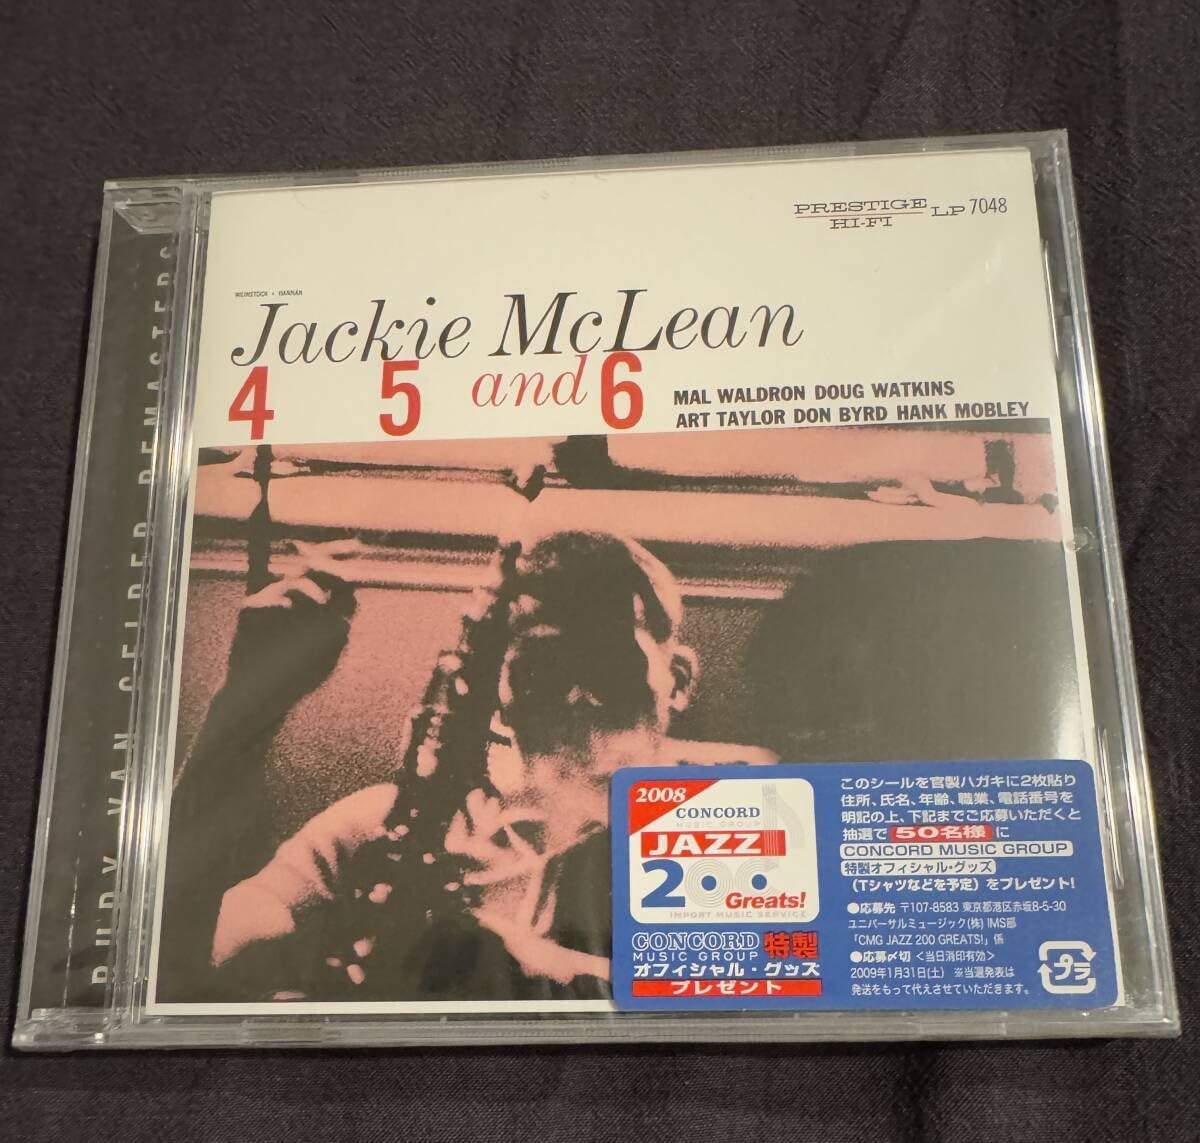 PRESTIGE LP 7048
HI-FI
WEINSTOCK • ISANNAN
Jackie McLean
4 5 and 6
MAL WALDRON DOUG WATKINS
ART TAYLOR DON BYRD HANK MOBLEY
RUDY VAN GELDER REMASTERS
2008
CONCORD
MUSIC GROUP
JAZZ
200
Greats!
IMPORT MUSIC SERVICE
CONCORD
MUSIC GROUP
特製
オフィシャル・グッズ
プレゼント
このシールを官製ハガキに2枚貼り
住所、氏名、年齢、職業、電話番号を
明記の上、下記までご応募いただくと
抽選で50名様に
CONCORD MUSIC GROUP
特製オフィシャル・グッズ
(Tシャツなどを予定)をプレゼント!
●応募先 〒107-8583 東京都港区赤坂8-5-30
ユニバーサルミュージック(株) IMS部
「CMG JAZZ 200 GREATS!」係
●応募〆切 <当日消印有効>
2009年1月31日(土) ※当選発表は
発送をもって代えさせていただきます。
プラ